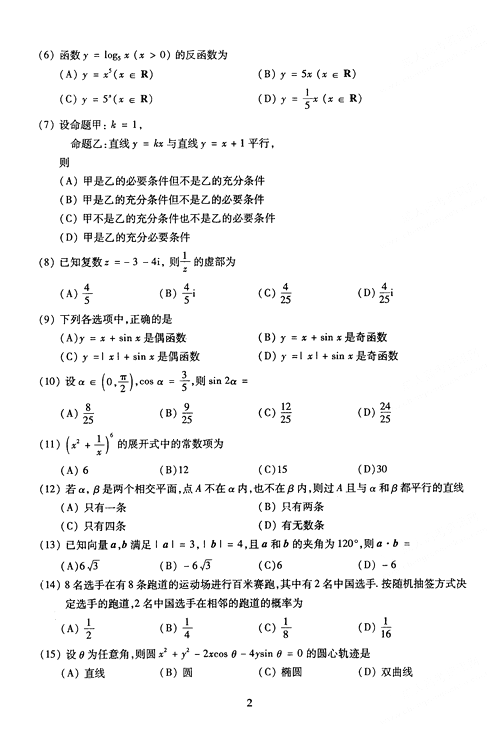 (6) 函数 y = log₅ x (x > 0) 的反函数为
(A) y = x⁵(x ∈ R) (B) y = 5x (x ∈ R)
(C) y = 5ˣ(x ∈ R) (D) y = 1/5 x (x ∈ R)
(7) 设命题甲: k = 1,
命题乙:直线 y = kx 与直线 y = x + 1 平行,
则
(A) 甲是乙的必要条件但不是乙的充分条件
(B) 甲是乙的充分条件但不是乙的必要条件
(C) 甲不是乙的充分条件也不是乙的必要条件
(D) 甲是乙的充分必要条件
(8) 已知复数 z = -3 - 4i, 则 1/z 的虚部为
(A) 4/5 (B) 4/5 i (C) 4/25 (D) 4/25 i
(9) 下列各选项中,正确的是
(A)y = x + sin x 是偶函数 (B) y = x + sin x 是奇函数
(C) y =| x | + sin x 是偶函数 (D) y =| x | + sin x 是奇函数
(10) 设 α ∈ (0, π/2), cos α = 3/5, 则 sin 2α =
(A) 8/25 (B) 9/25 (C) 12/25 (D) 24/25
(11) (x² + 1/x)⁶ 的展开式中的常数项为
(A) 6 (B)12 (C)15 (D)30
(12) 若 α, β 是两个相交平面,点 A 不在 α 内,也不在 β 内,则过 A 且与 α 和 β 都平行的直线
(A) 只有一条 (B) 只有两条
(C) 只有四条 (D) 有无数条
(13) 已知向量 a,b 满足 | a | = 3, | b | = 4, 且 a 和 b 的夹角为 120°, 则 a · b =
(A)6√3 (B) -6√3 (C)6 (D) -6
(14) 8 名选手在有 8 条跑道的运动场进行百米赛跑,其中有 2 名中国选手. 按随机抽签方式决
定选手的跑道,2 名中国选手在相邻的跑道的概率为
(A) 1/2 (B) 1/4 (C) 1/8 (D) 1/16
(15) 设 θ 为任意角,则圆 x² + y² - 2xcos θ - 4ysin θ = 0 的圆心轨迹是
(A) 直线 (B) 圆 (C) 椭圆 (D) 双曲线
2